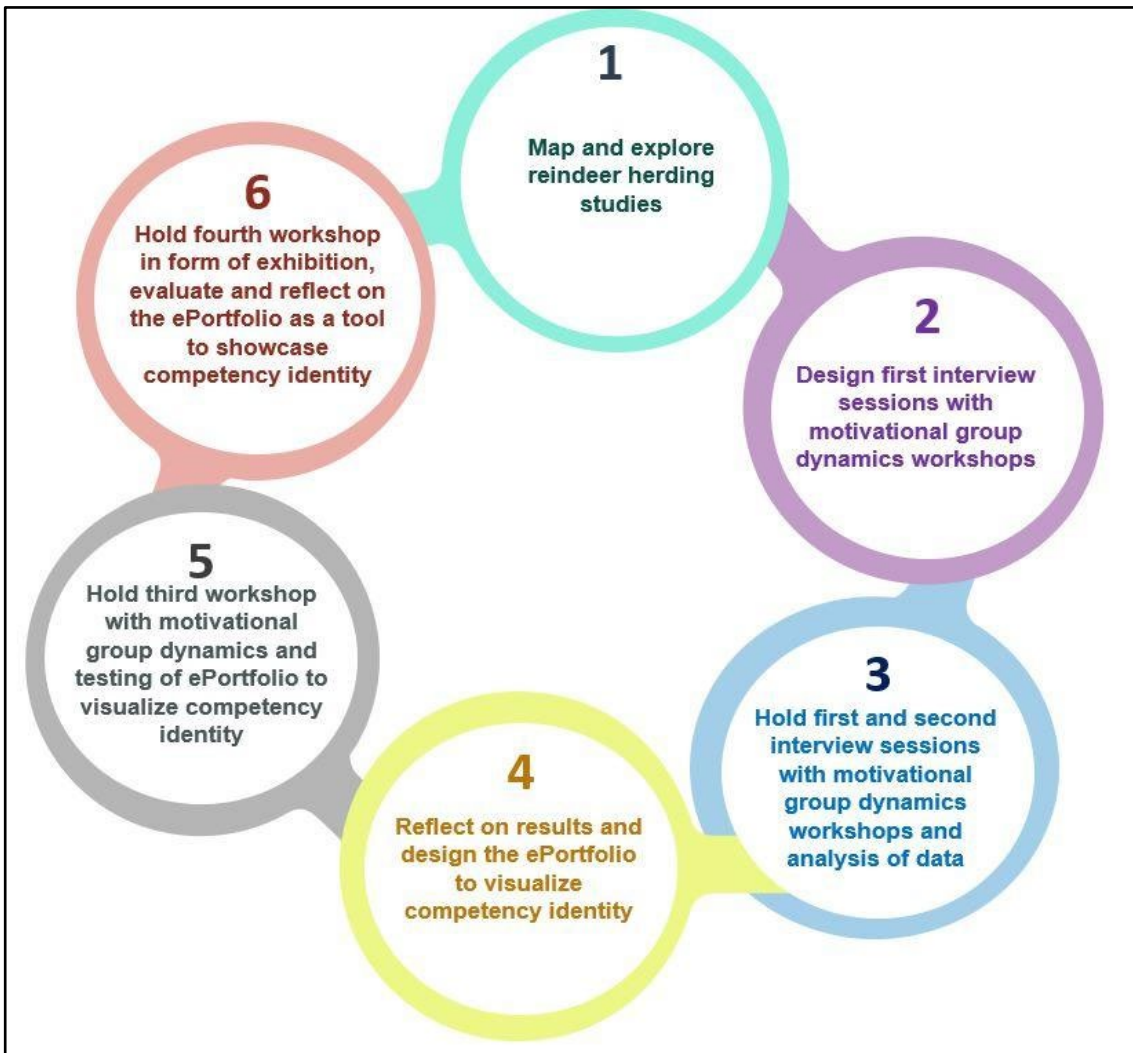 1
Map and explore
reindeer herding
studies
2
Design first interview
sessions with
motivational group
dynamics workshops
3
Hold first and second
interview sessions
with motivational
group dynamics
workshops and
analysis of data
4
Reflect on results and
design the ePortfolio
to visualize
competency identity
5
Hold third workshop
with motivational
group dynamics and
testing of ePortfolio to
visualize competency
identity
6
Hold fourth workshop
in form of exhibition,
evaluate and reflect on
the ePortfolio as a tool
to showcase
competency identity